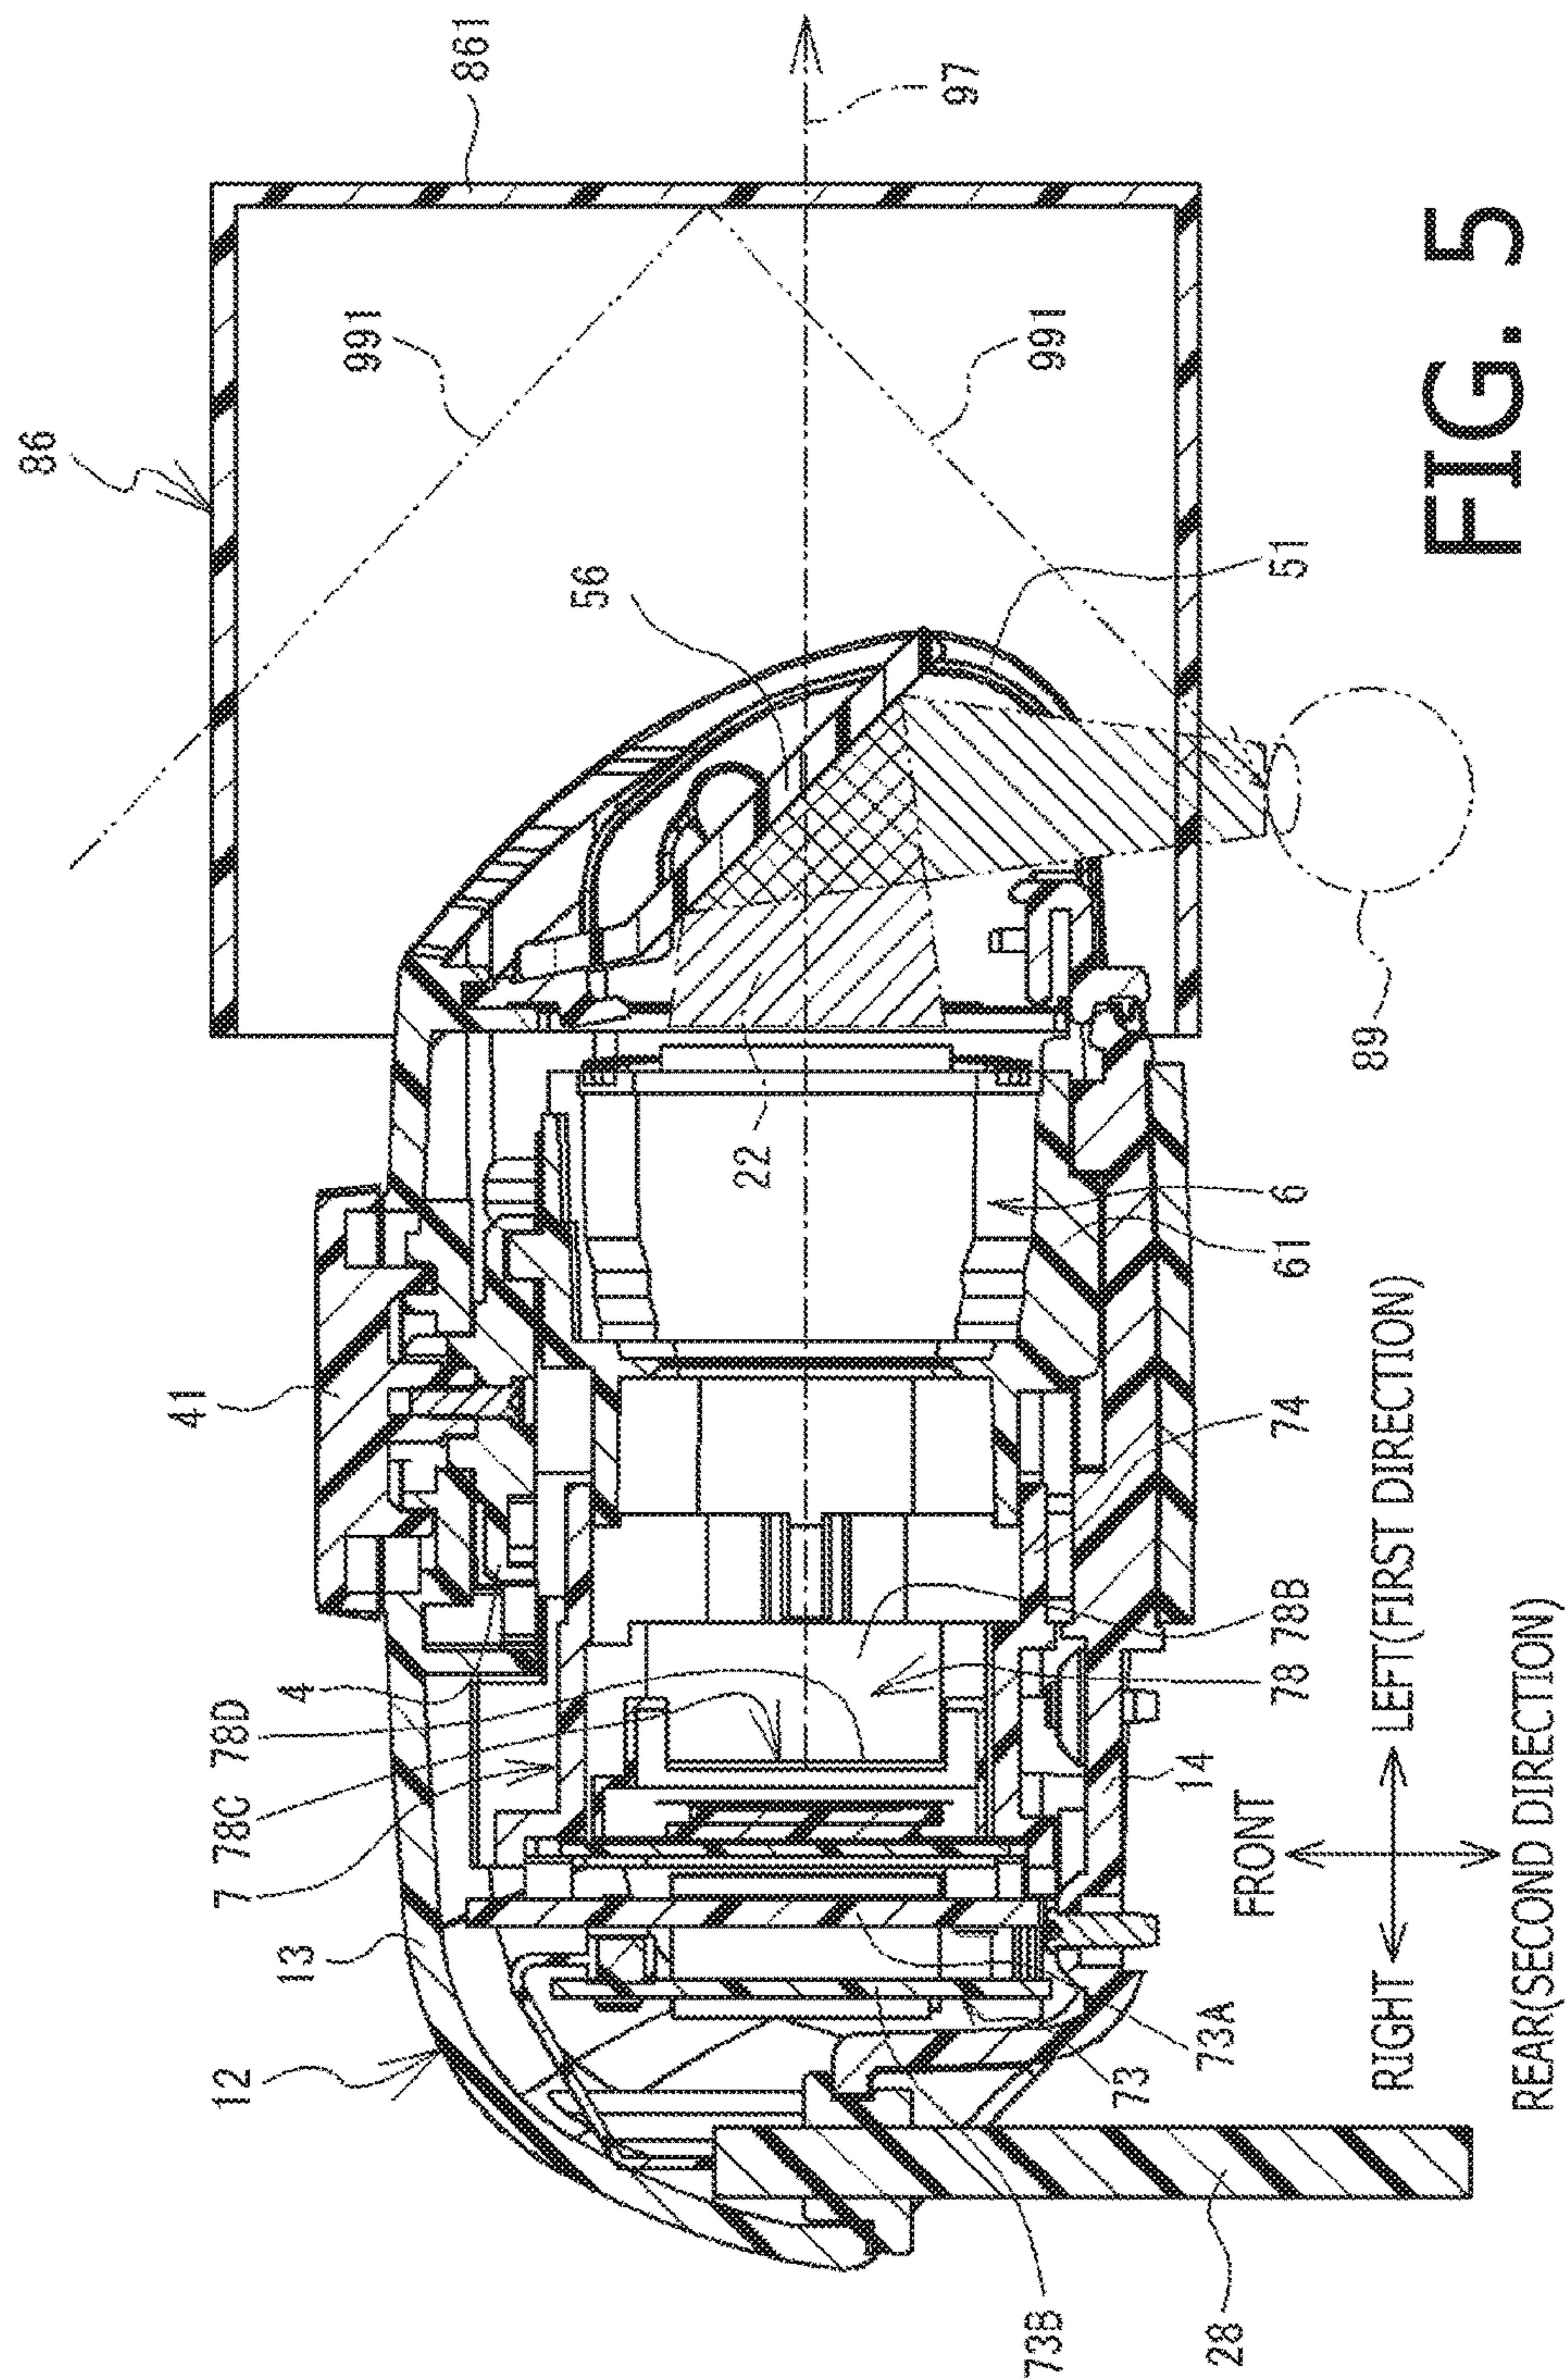 86
861
991
97
991
56
51
89
22
41
6
61
74
4
78D
78C
7
78
78B
14
13
12
73A
73
73B
28
FRONT
RIGHT
LEFT(FIRST DIRECTION)
REAR(SECOND DIRECTION)
FIG. 5